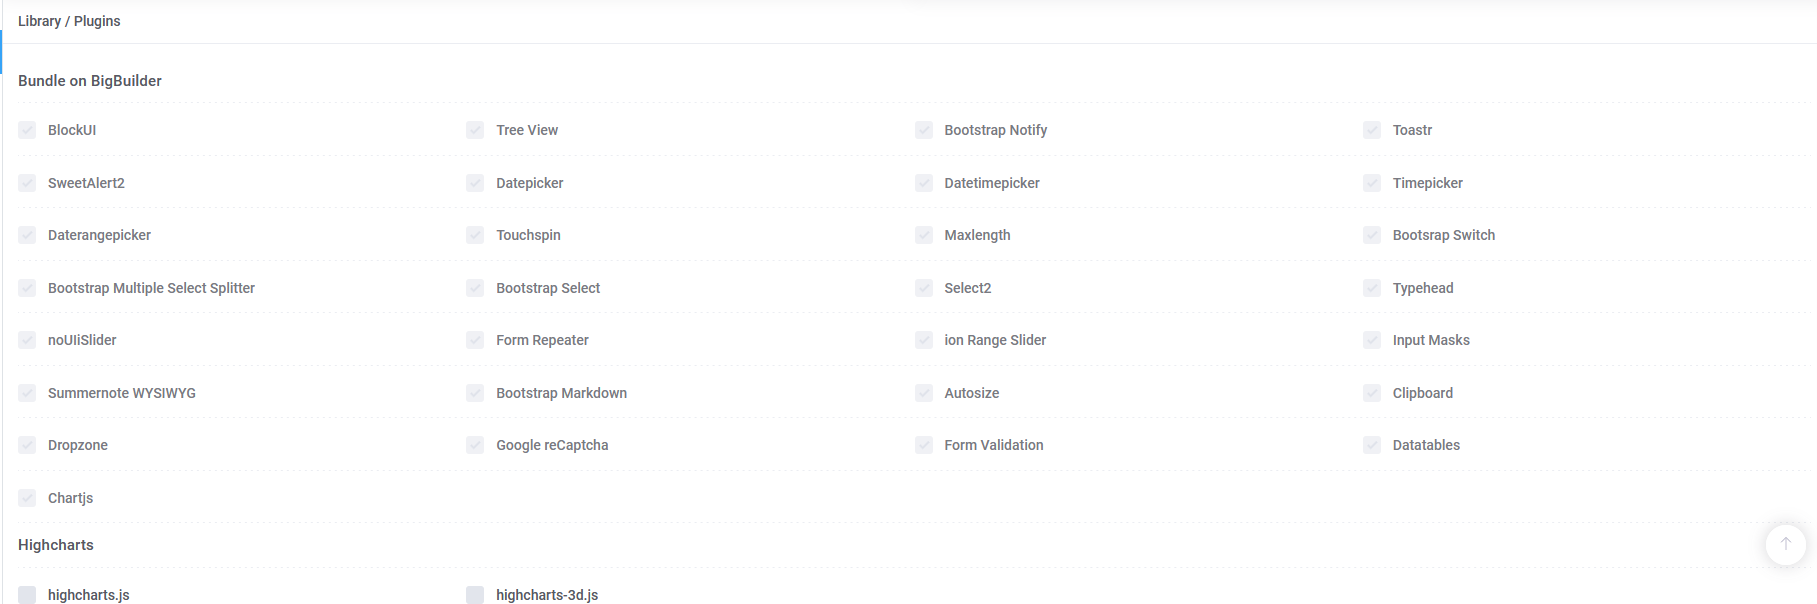 Library / Plugins
Bundle on BigBuilder
BlockUI Tree View Bootstrap Notify Toastr
SweetAlert2 Datepicker Datetimepicker Timepicker
Daterangepicker Touchspin Maxlength Bootsrap Switch
Bootstrap Multiple Select Splitter Bootstrap Select Select2 Typehead
noUIiSlider Form Repeater ion Range Slider Input Masks
Summernote WYSIWYG Bootstrap Markdown Autosize Clipboard
Dropzone Google reCaptcha Form Validation Datatables
Chartjs
Highcharts
highcharts.js highcharts-3d.js